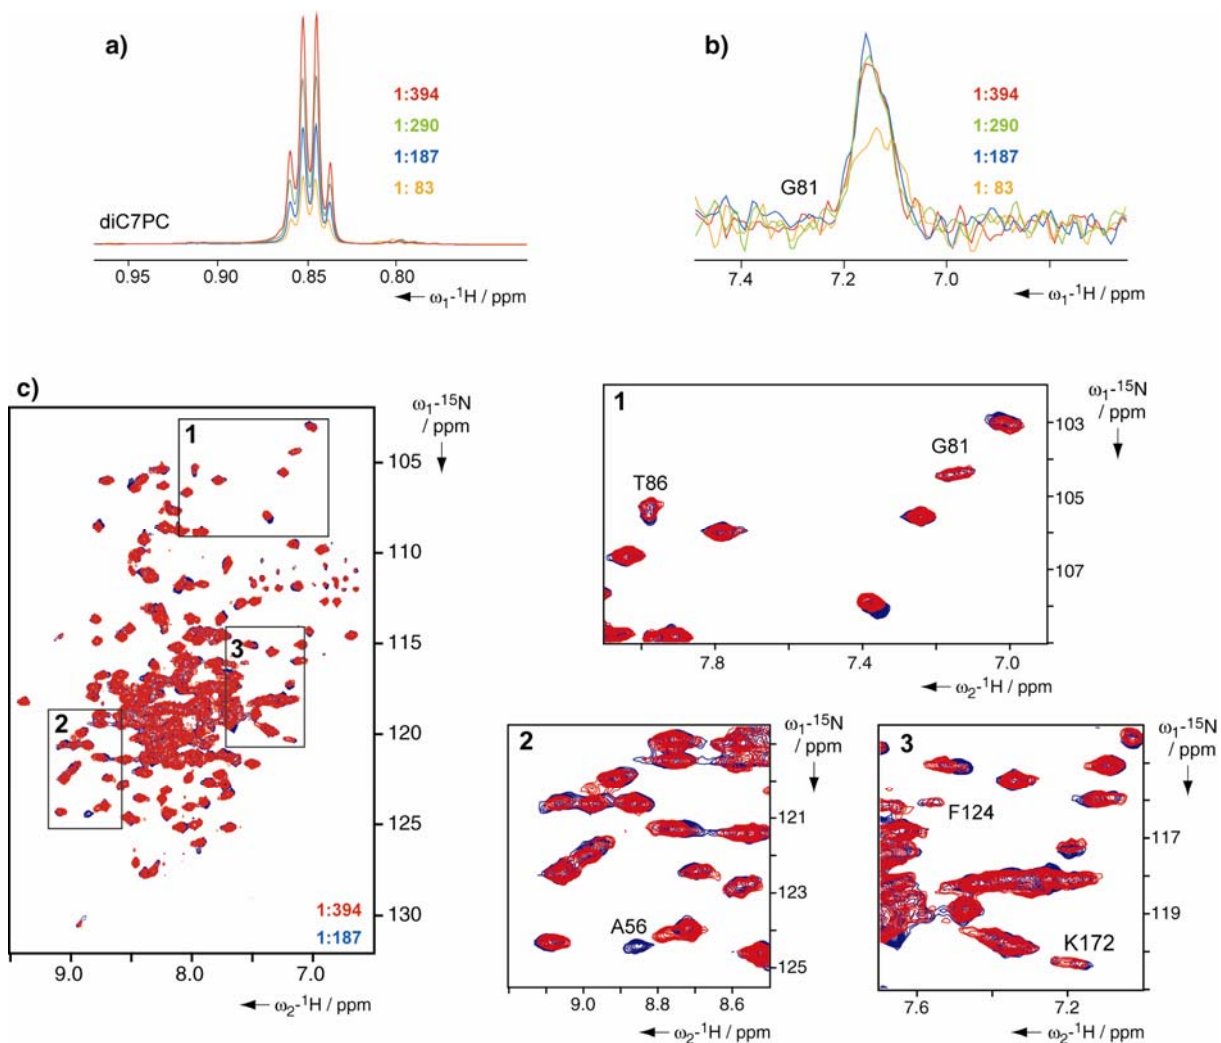 a)
1:394
1:290
1:187
1: 83
diC7PC
0.95 0.90 0.85 0.80
ω1-1H / ppm
b)
1:394
1:290
1:187
1: 83
G81
7.4 7.2 7.0
ω1-1H / ppm
c)
ω1-15N
/ ppm
1
2
3
105
110
115
120
125
130
1:394
1:187
9.0 8.0 7.0
ω2-1H / ppm
1
T86
G81
ω1-15N
/ ppm
103
105
107
7.8 7.4 7.0
ω2-1H / ppm
2
A56
ω1-15N
/ ppm
121
123
125
9.0 8.8 8.6
ω2-1H / ppm
3
F124
K172
ω1-15N
/ ppm
117
119
7.6 7.2
ω2-1H / ppm